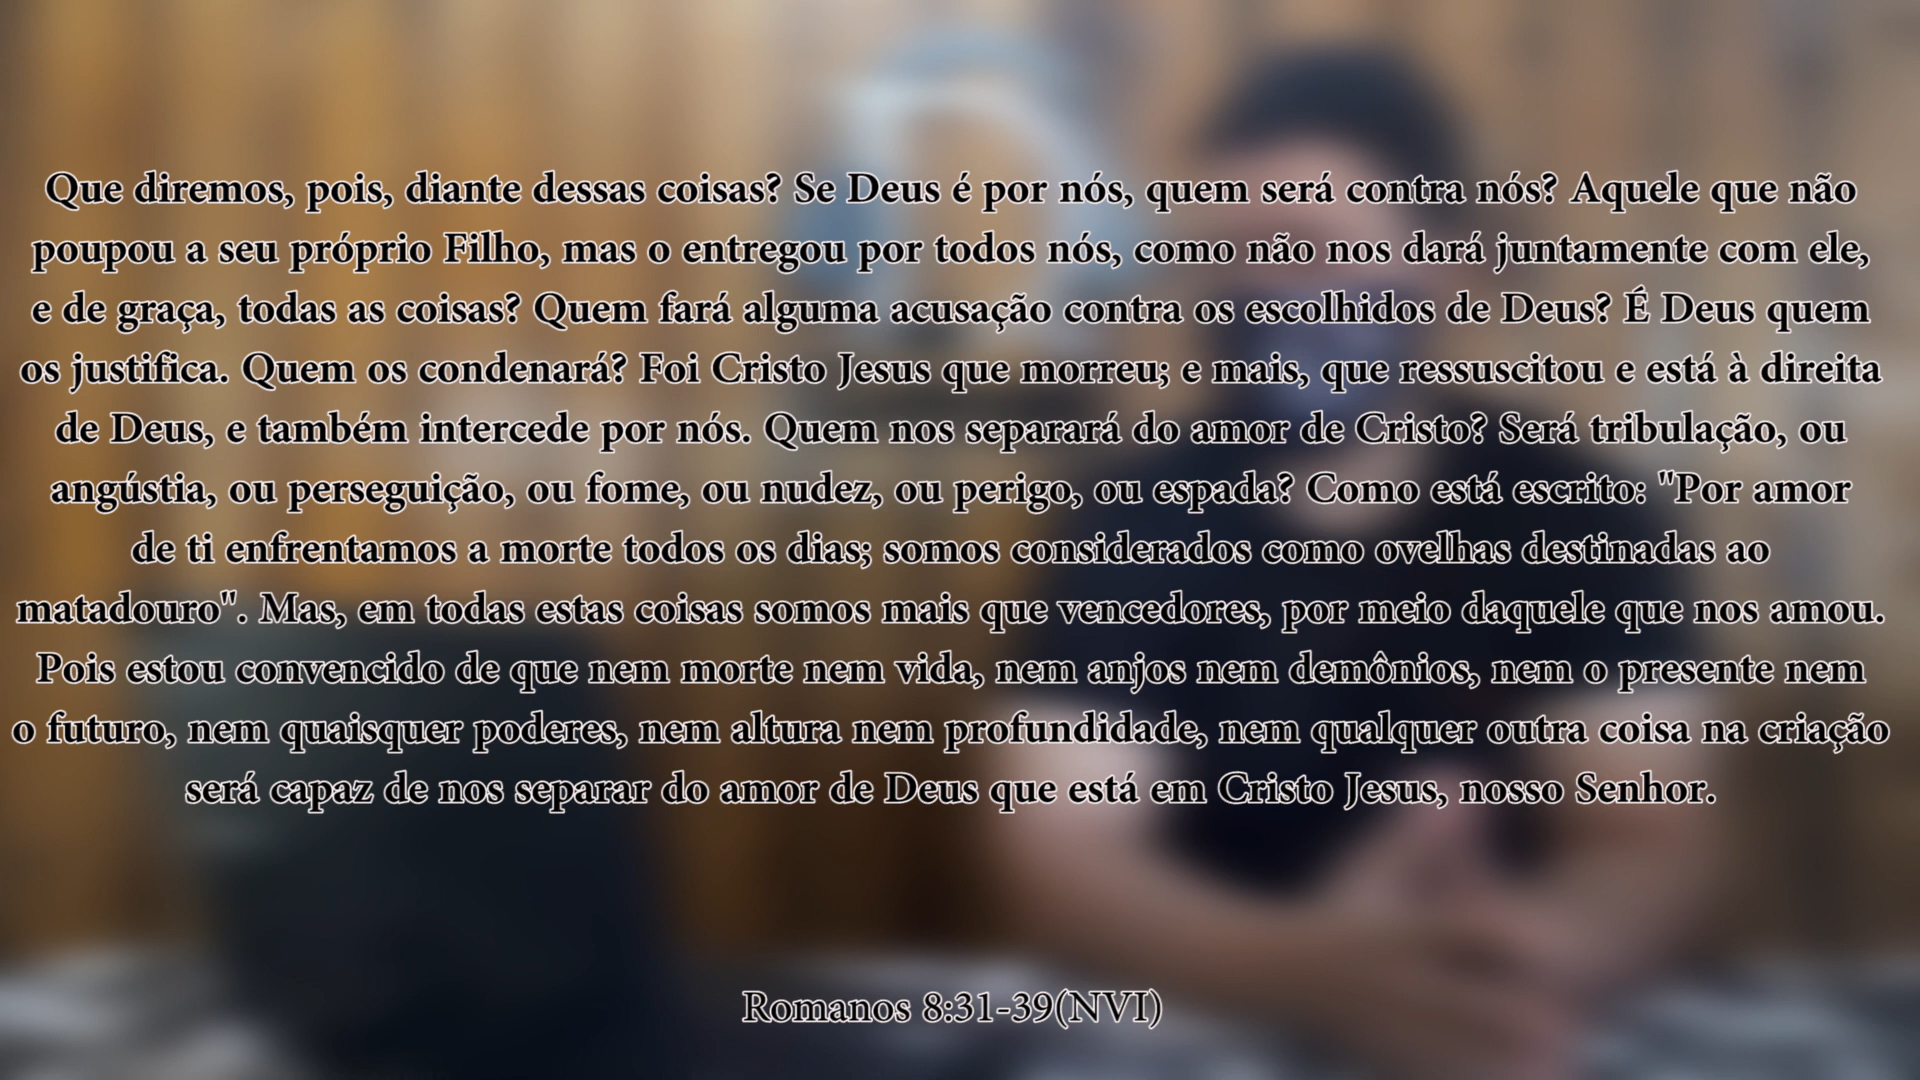 Que diremos, pois, diante dessas coisas? Se Deus é por nós, quem será contra nós? Aquele que não
poupou a seu próprio Filho, mas o entregou por todos nós, como não nos dará juntamente com ele,
e de graça, todas as coisas? Quem fará alguma acusação contra os escolhidos de Deus? É Deus quem
os justifica. Quem os condenará? Foi Cristo Jesus que morreu; e mais, que ressuscitou e está à direita
de Deus, e também intercede por nós. Quem nos separará do amor de Cristo? Será tribulação, ou
angústia, ou perseguição, ou fome, ou nudez, ou perigo, ou espada? Como está escrito: "Por amor
de ti enfrentamos a morte todos os dias; somos considerados como ovelhas destinadas ao
matadouro". Mas, em todas estas coisas somos mais que vencedores, por meio daquele que nos amou.
Pois estou convencido de que nem morte nem vida, nem anjos nem demônios, nem o presente nem
o futuro, nem quaisquer poderes, nem altura nem profundidade, nem qualquer outra coisa na criação
será capaz de nos separar do amor de Deus que está em Cristo Jesus, nosso Senhor.
Romanos 8:31-39(NVI)